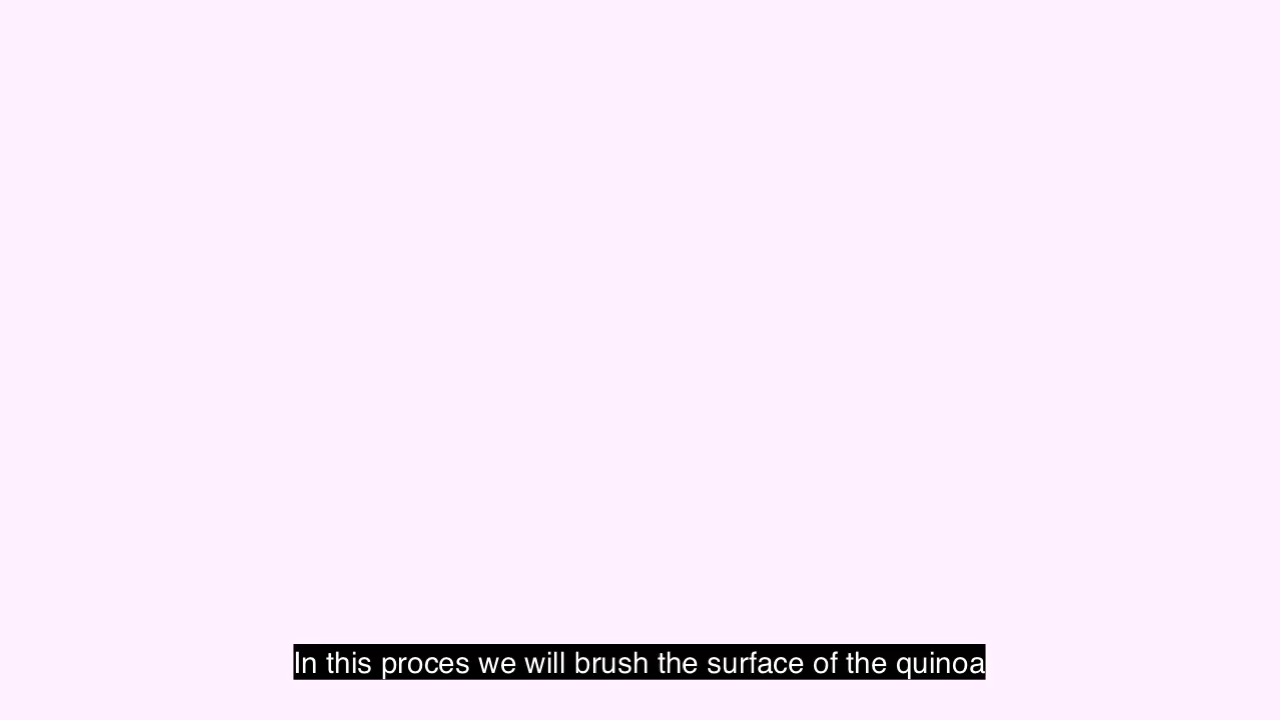 In this proces we will brush the surface of the quinoa